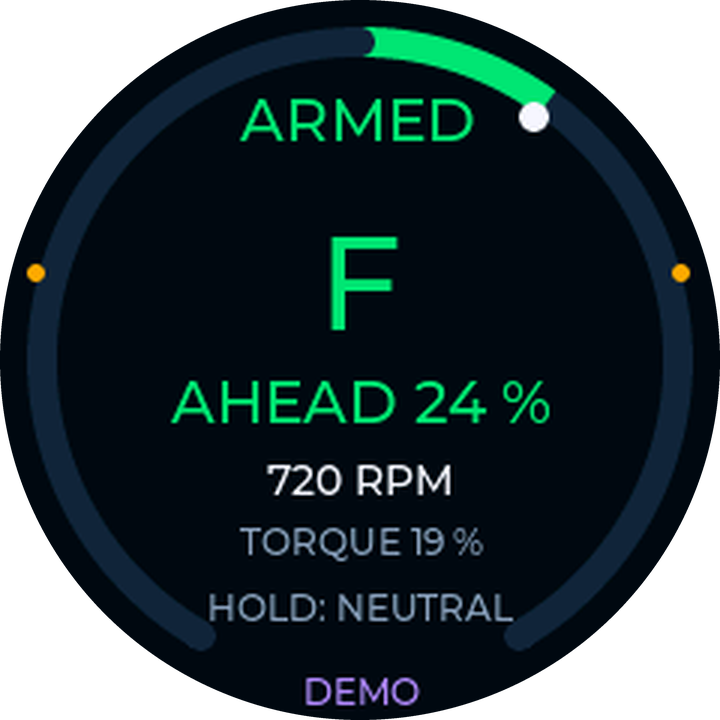 ARMED
F
AHEAD 24 %
720 RPM
TORQUE 19 %
HOLD: NEUTRAL
DEMO